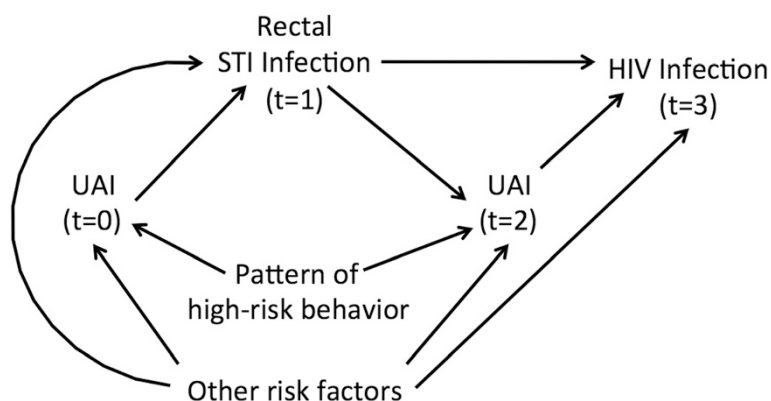 Rectal
STI Infection
(t=1)
HIV Infection
(t=3)
UAI
(t=0)
UAI
(t=2)
Pattern of
high-risk behavior
Other risk factors